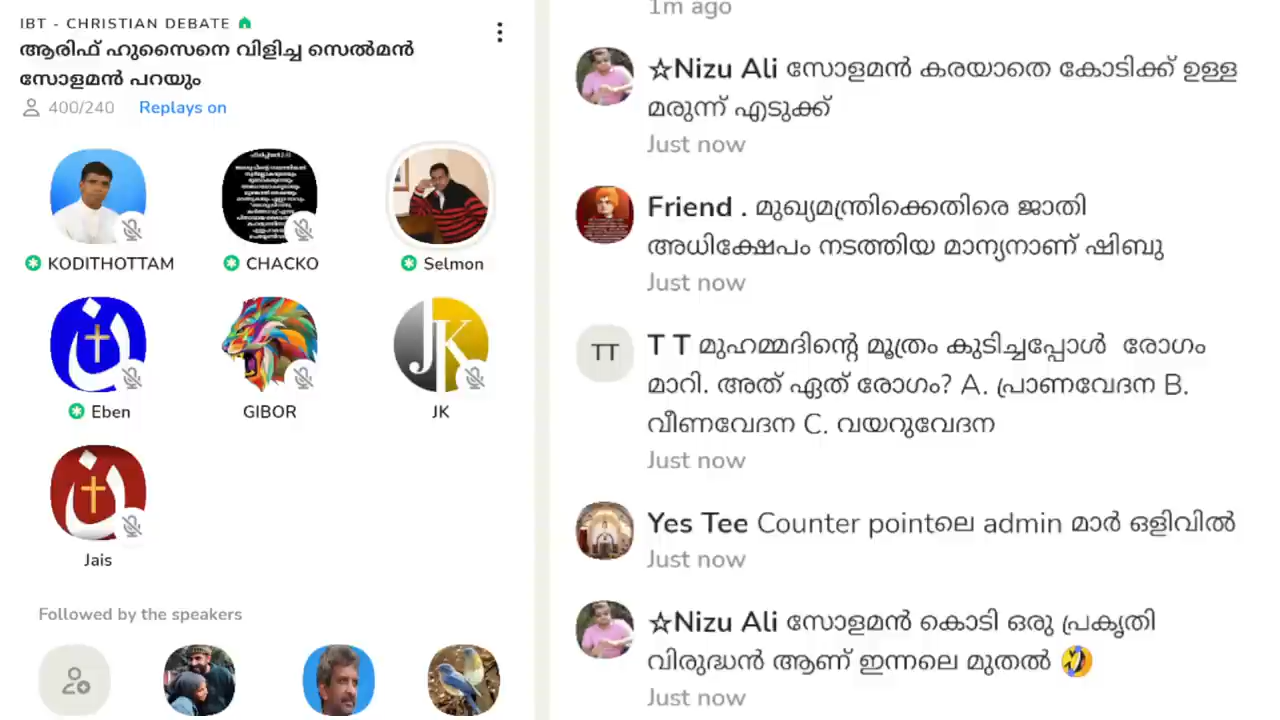 IBT - CHRISTIAN DEBATE
ആരിഫ് ഹുസൈനെ വിളിച്ച സെൽമൻ
സോളമൻ പറയും
400/240 Replays on
KODITHOTTAM
CHACKO
Selmon
Eben
GIBOR
JK
JK
Jais
Followed by the speakers
1m ago
☆Nizu Ali സോളമൻ കരയാതെ കോടിക്ക് ഉള്ള
മരുന്ന് എടുക്ക്
Just now
Friend . മുഖ്യമന്ത്രിക്കെതിരെ ജാതി
അധിക്ഷേപം നടത്തിയ മാന്യനാണ് ഷിബു
Just now
TT
T T മുഹമ്മദിന്റെ മൂത്രം കുടിച്ചപ്പോൾ രോഗം
മാറി. അത് ഏത് രോഗം? A. പ്രാണവേദന B.
വീണവേദന C. വയറുവേദന
Just now
Yes Tee Counter pointലെ admin മാർ ഒളിവിൽ
Just now
☆Nizu Ali സോളമൻ കൊടി ഒരു പ്രകൃതി
വിരുദ്ധൻ ആണ് ഇന്നലെ മുതൽ 🤣
Just now